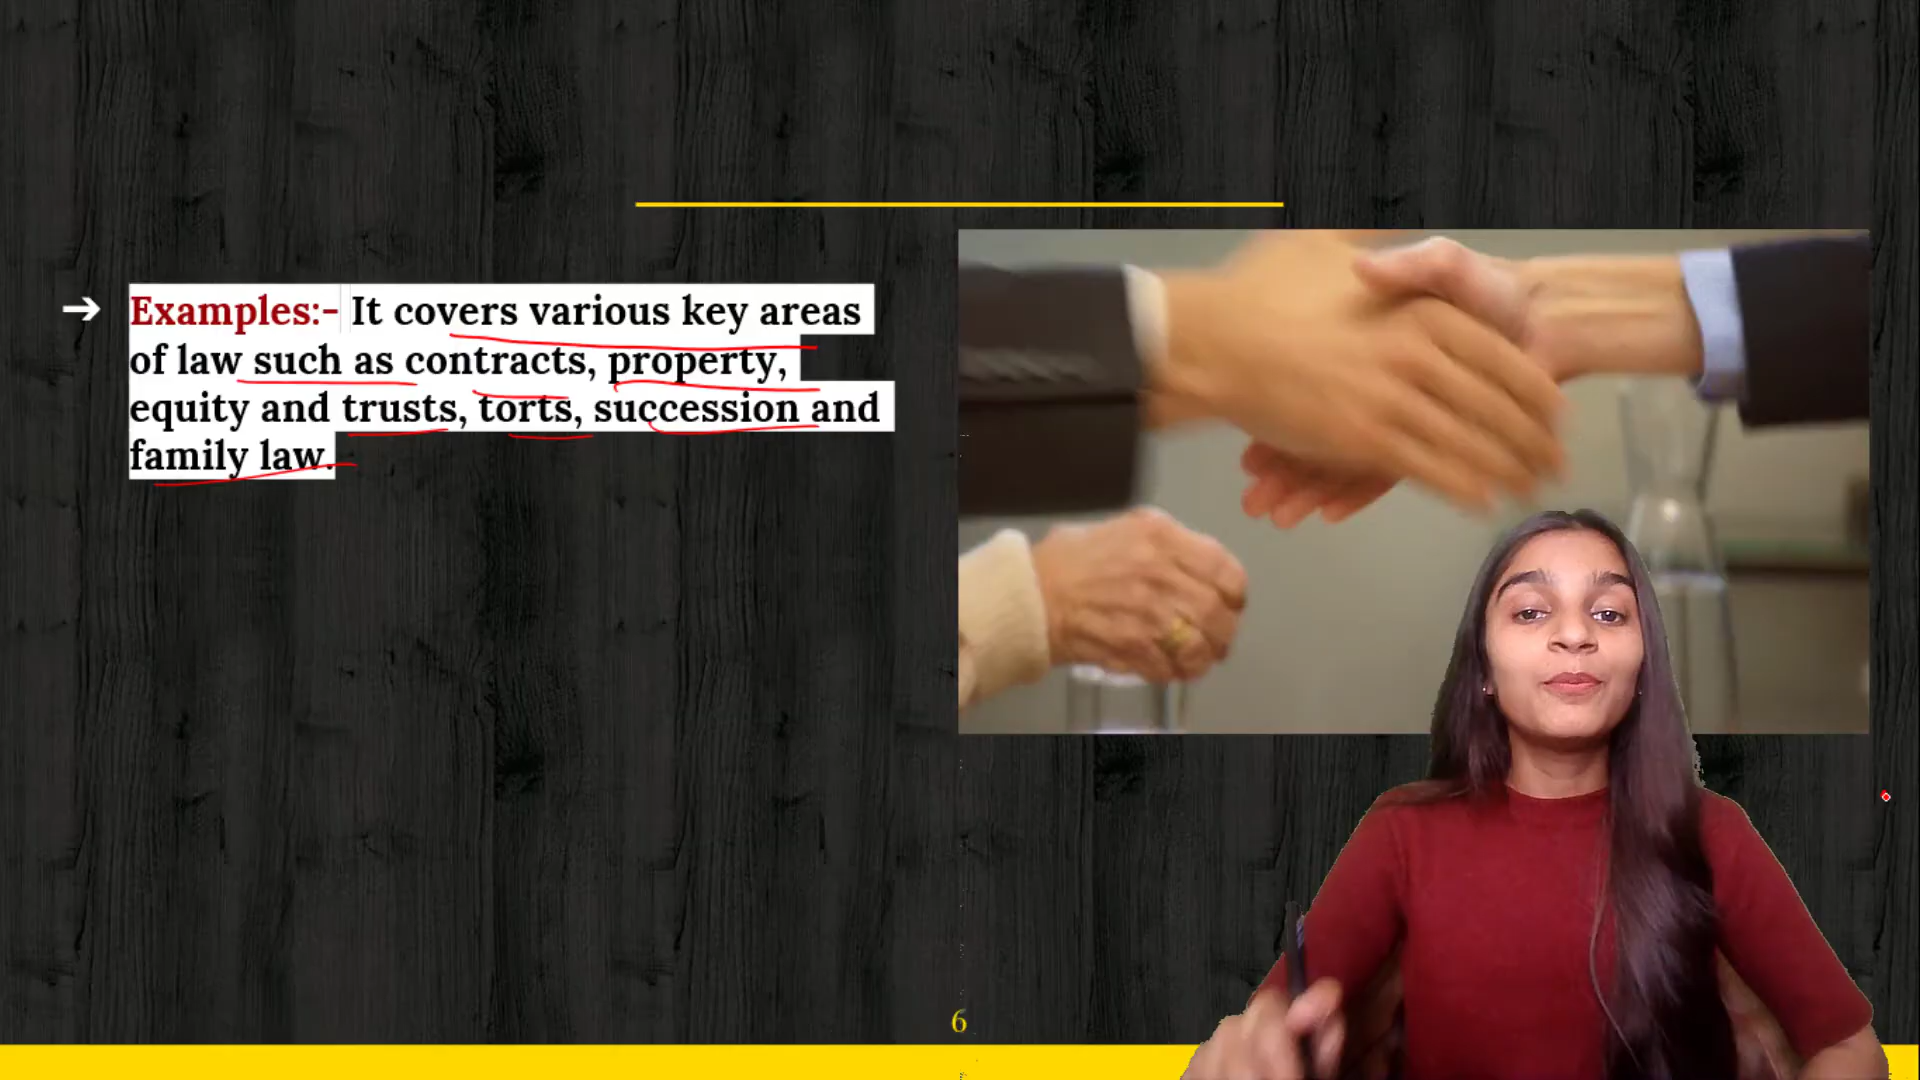 ➔ Examples:- It covers various key areas
of law such as contracts, property,
equity and trusts, torts, succession and
family law.
6